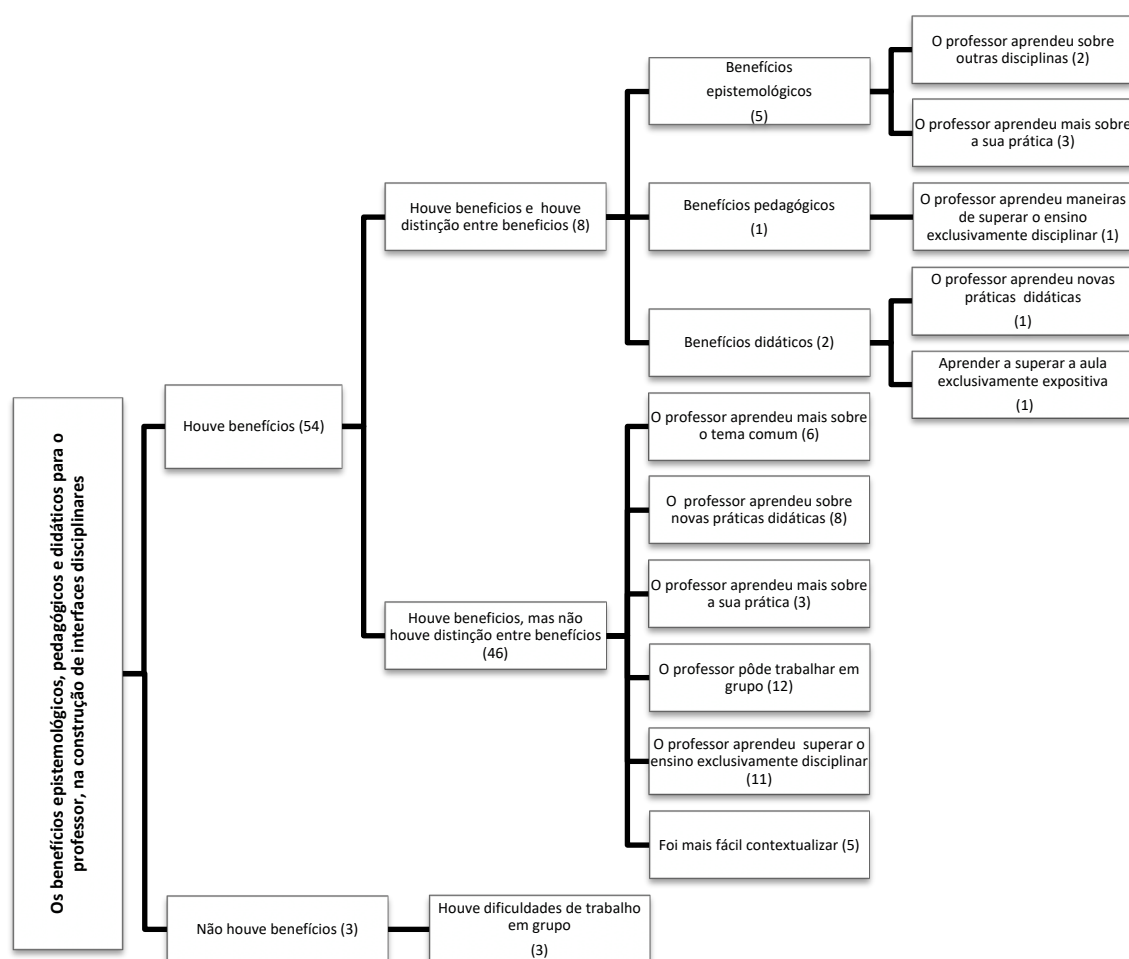 Os benefícios epistemológicos, pedagógicos e didáticos para o
professor, na construção de interfaces disciplinares
Houve benefícios (54)
Houve beneficios e houve
distinção entre beneficios (8)
Benefícios
epistemológicos
(5)
O professor aprendeu sobre
outras disciplinas (2)
O professor aprendeu mais sobre
a sua prática (3)
Benefícios pedagógicos
(1)
O professor aprendeu maneiras
de superar o ensino
exclusivamente disciplinar (1)
Benefícios didáticos (2)
O professor aprendeu novas
práticas didáticas
(1)
Aprender a superar a aula
exclusivamente expositiva
(1)
Houve beneficios, mas não
houve distinção entre benefícios
(46)
O professor aprendeu mais sobre
o tema comum (6)
O professor aprendeu sobre
novas práticas didáticas (8)
O professor aprendeu mais sobre
a sua prática (3)
O professor pôde trabalhar em
grupo (12)
O professor aprendeu superar o
ensino exclusivamente disciplinar
(11)
Foi mais fácil contextualizar (5)
Não houve benefícios (3)
Houve dificuldades de trabalho
em grupo
(3)